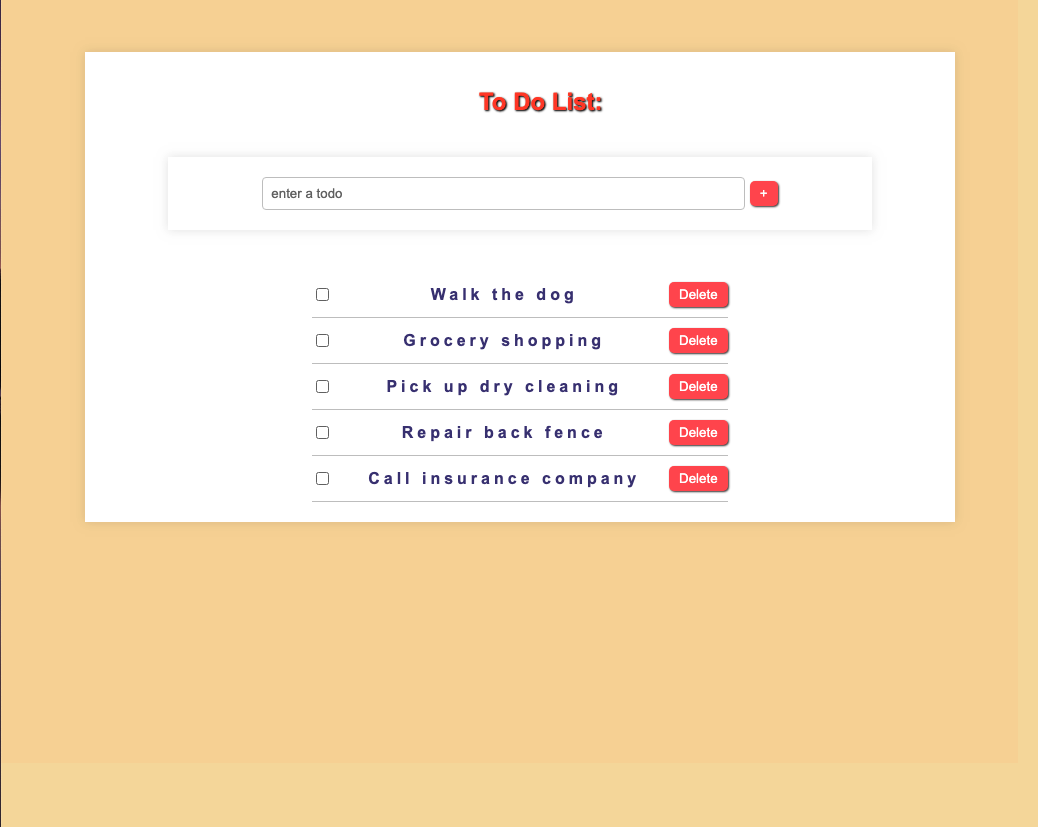 To Do List:
enter a todo +
Walk the dog Delete
Grocery shopping Delete
Pick up dry cleaning Delete
Repair back fence Delete
Call insurance company Delete